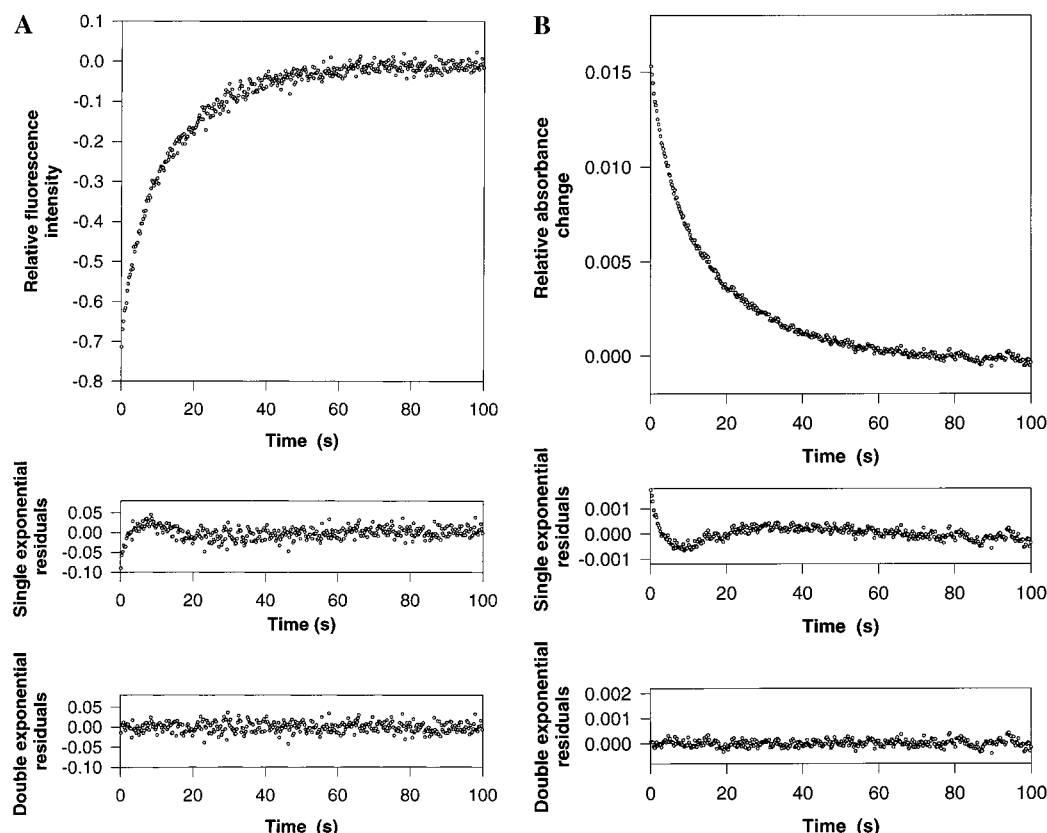 A
0.1
0.0
-0.1
-0.2
-0.3
-0.4
-0.5
-0.6
-0.7
-0.8
Relative fluorescence
intensity
0 20 40 60 80 100
Time (s)
B
0.015
0.010
0.005
0.000
Relative absorbance
change
0 20 40 60 80 100
Time (s)
Single exponential
residuals
0.05
0.00
-0.05
-0.10
0 20 40 60 80 100
Time (s)
Single exponential
residuals
0.001
0.000
-0.001
0 20 40 60 80 100
Time (s)
Double exponential
residuals
0.05
0.00
-0.05
-0.10
0 20 40 60 80 100
Time (s)
Double exponential
residuals
0.002
0.001
0.000
0 20 40 60 80 100
Time (s)